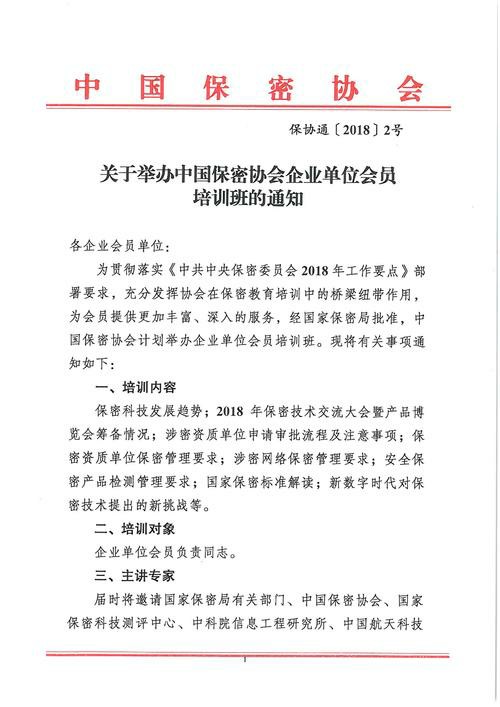 中国保密协会
保协通〔2018〕2号
关于举办中国保密协会企业单位会员
培训班的通知
各企业会员单位：
为贯彻落实《中共中央保密委员会2018年工作要点》部
署要求，充分发挥协会在保密教育培训中的桥梁纽带作用，
为会员提供更加丰富、深入的服务，经国家保密局批准，中
国保密协会计划举办企业单位会员培训班。现将有关事项通
知如下：
一、培训内容
保密科技发展趋势；2018 年保密技术交流大会暨产品博
览会筹备情况；涉密资质单位申请审批流程及注意事项；保
密资质单位保密管理要求；涉密网络保密管理要求；安全保
密产品检测管理要求；国家保密标准解读；新数字时代对保
密技术提出的新挑战等。
二、培训对象
企业单位会员负责同志。
三、主讲专家
届时将邀请国家保密局有关部门、中国保密协会、国家
保密科技测评中心、中科院信息工程研究所、中国航天科技
1